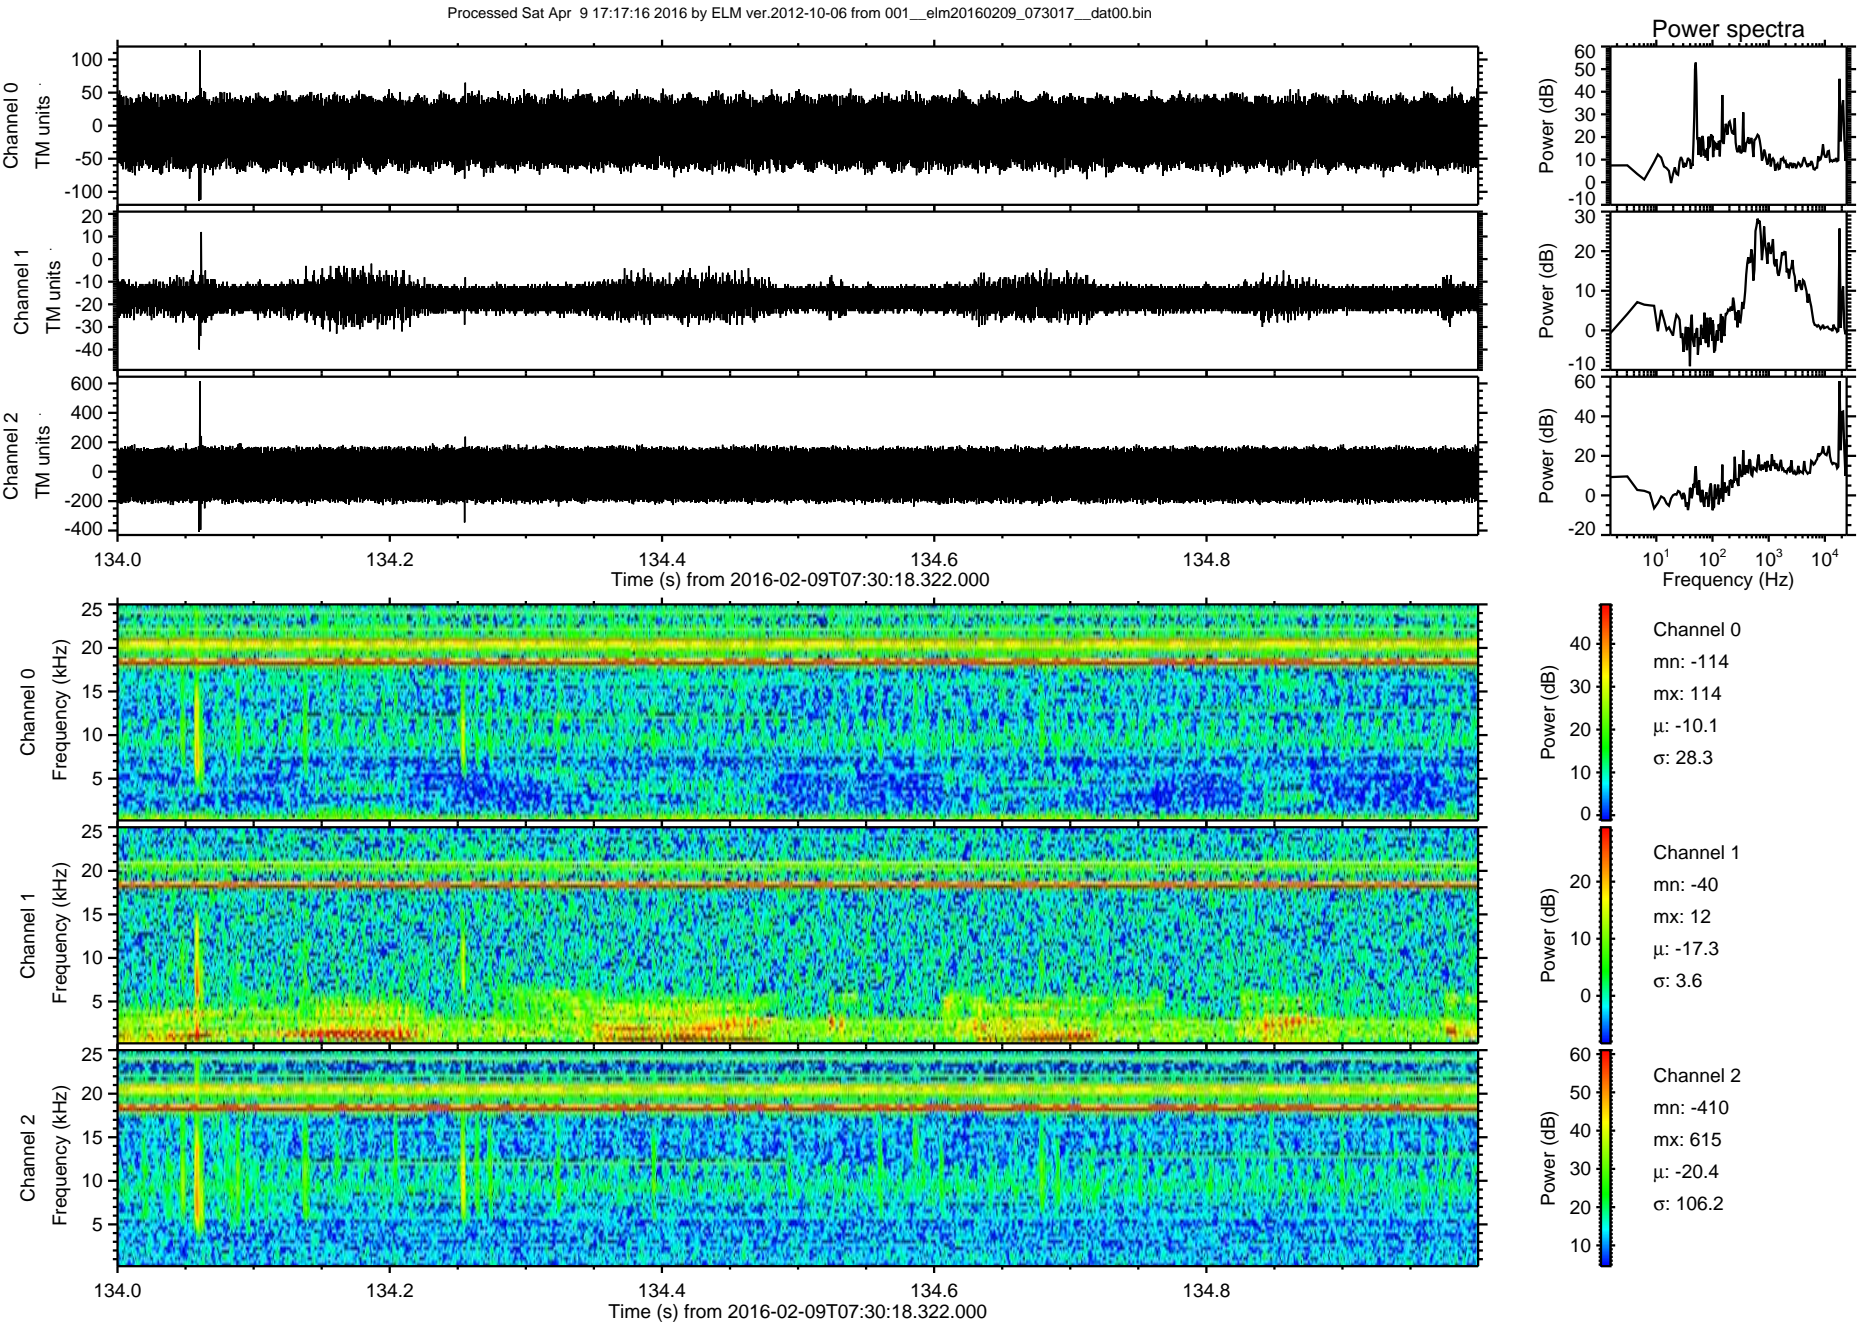 Processed Sat Apr  9 17:17:16 2016 by ELM ver.2012-10-06 from 001__elm20160209_073017__dat00.bin
Power spectra
Channel 0
TM units
100
50
0
-50
-100
Power (dB)
60
50
40
30
20
10
0
-10
Channel 1
TM units
20
10
0
-10
-20
-30
-40
Power (dB)
30
20
10
0
-10
Channel 2
TM units
600
400
200
0
-200
-400
Power (dB)
60
40
20
0
-20
134.0 134.2 134.4 134.6 134.8
Time (s) from 2016-02-09T07:30:18.322.000
10¹ 10² 10³ 10⁴
Frequency (Hz)
Channel 0
Frequency (kHz)
25
20
15
10
5
Power (dB)
40
30
20
10
0
Channel 0
mn: -114
mx: 114
μ: -10.1
σ: 28.3
Channel 1
Frequency (kHz)
25
20
15
10
5
Power (dB)
20
10
0
Channel 1
mn: -40
mx: 12
μ: -17.3
σ: 3.6
Channel 2
Frequency (kHz)
25
20
15
10
5
Power (dB)
60
50
40
30
20
10
Channel 2
mn: -410
mx: 615
μ: -20.4
σ: 106.2
134.0 134.2 134.4 134.6 134.8
Time (s) from 2016-02-09T07:30:18.322.000